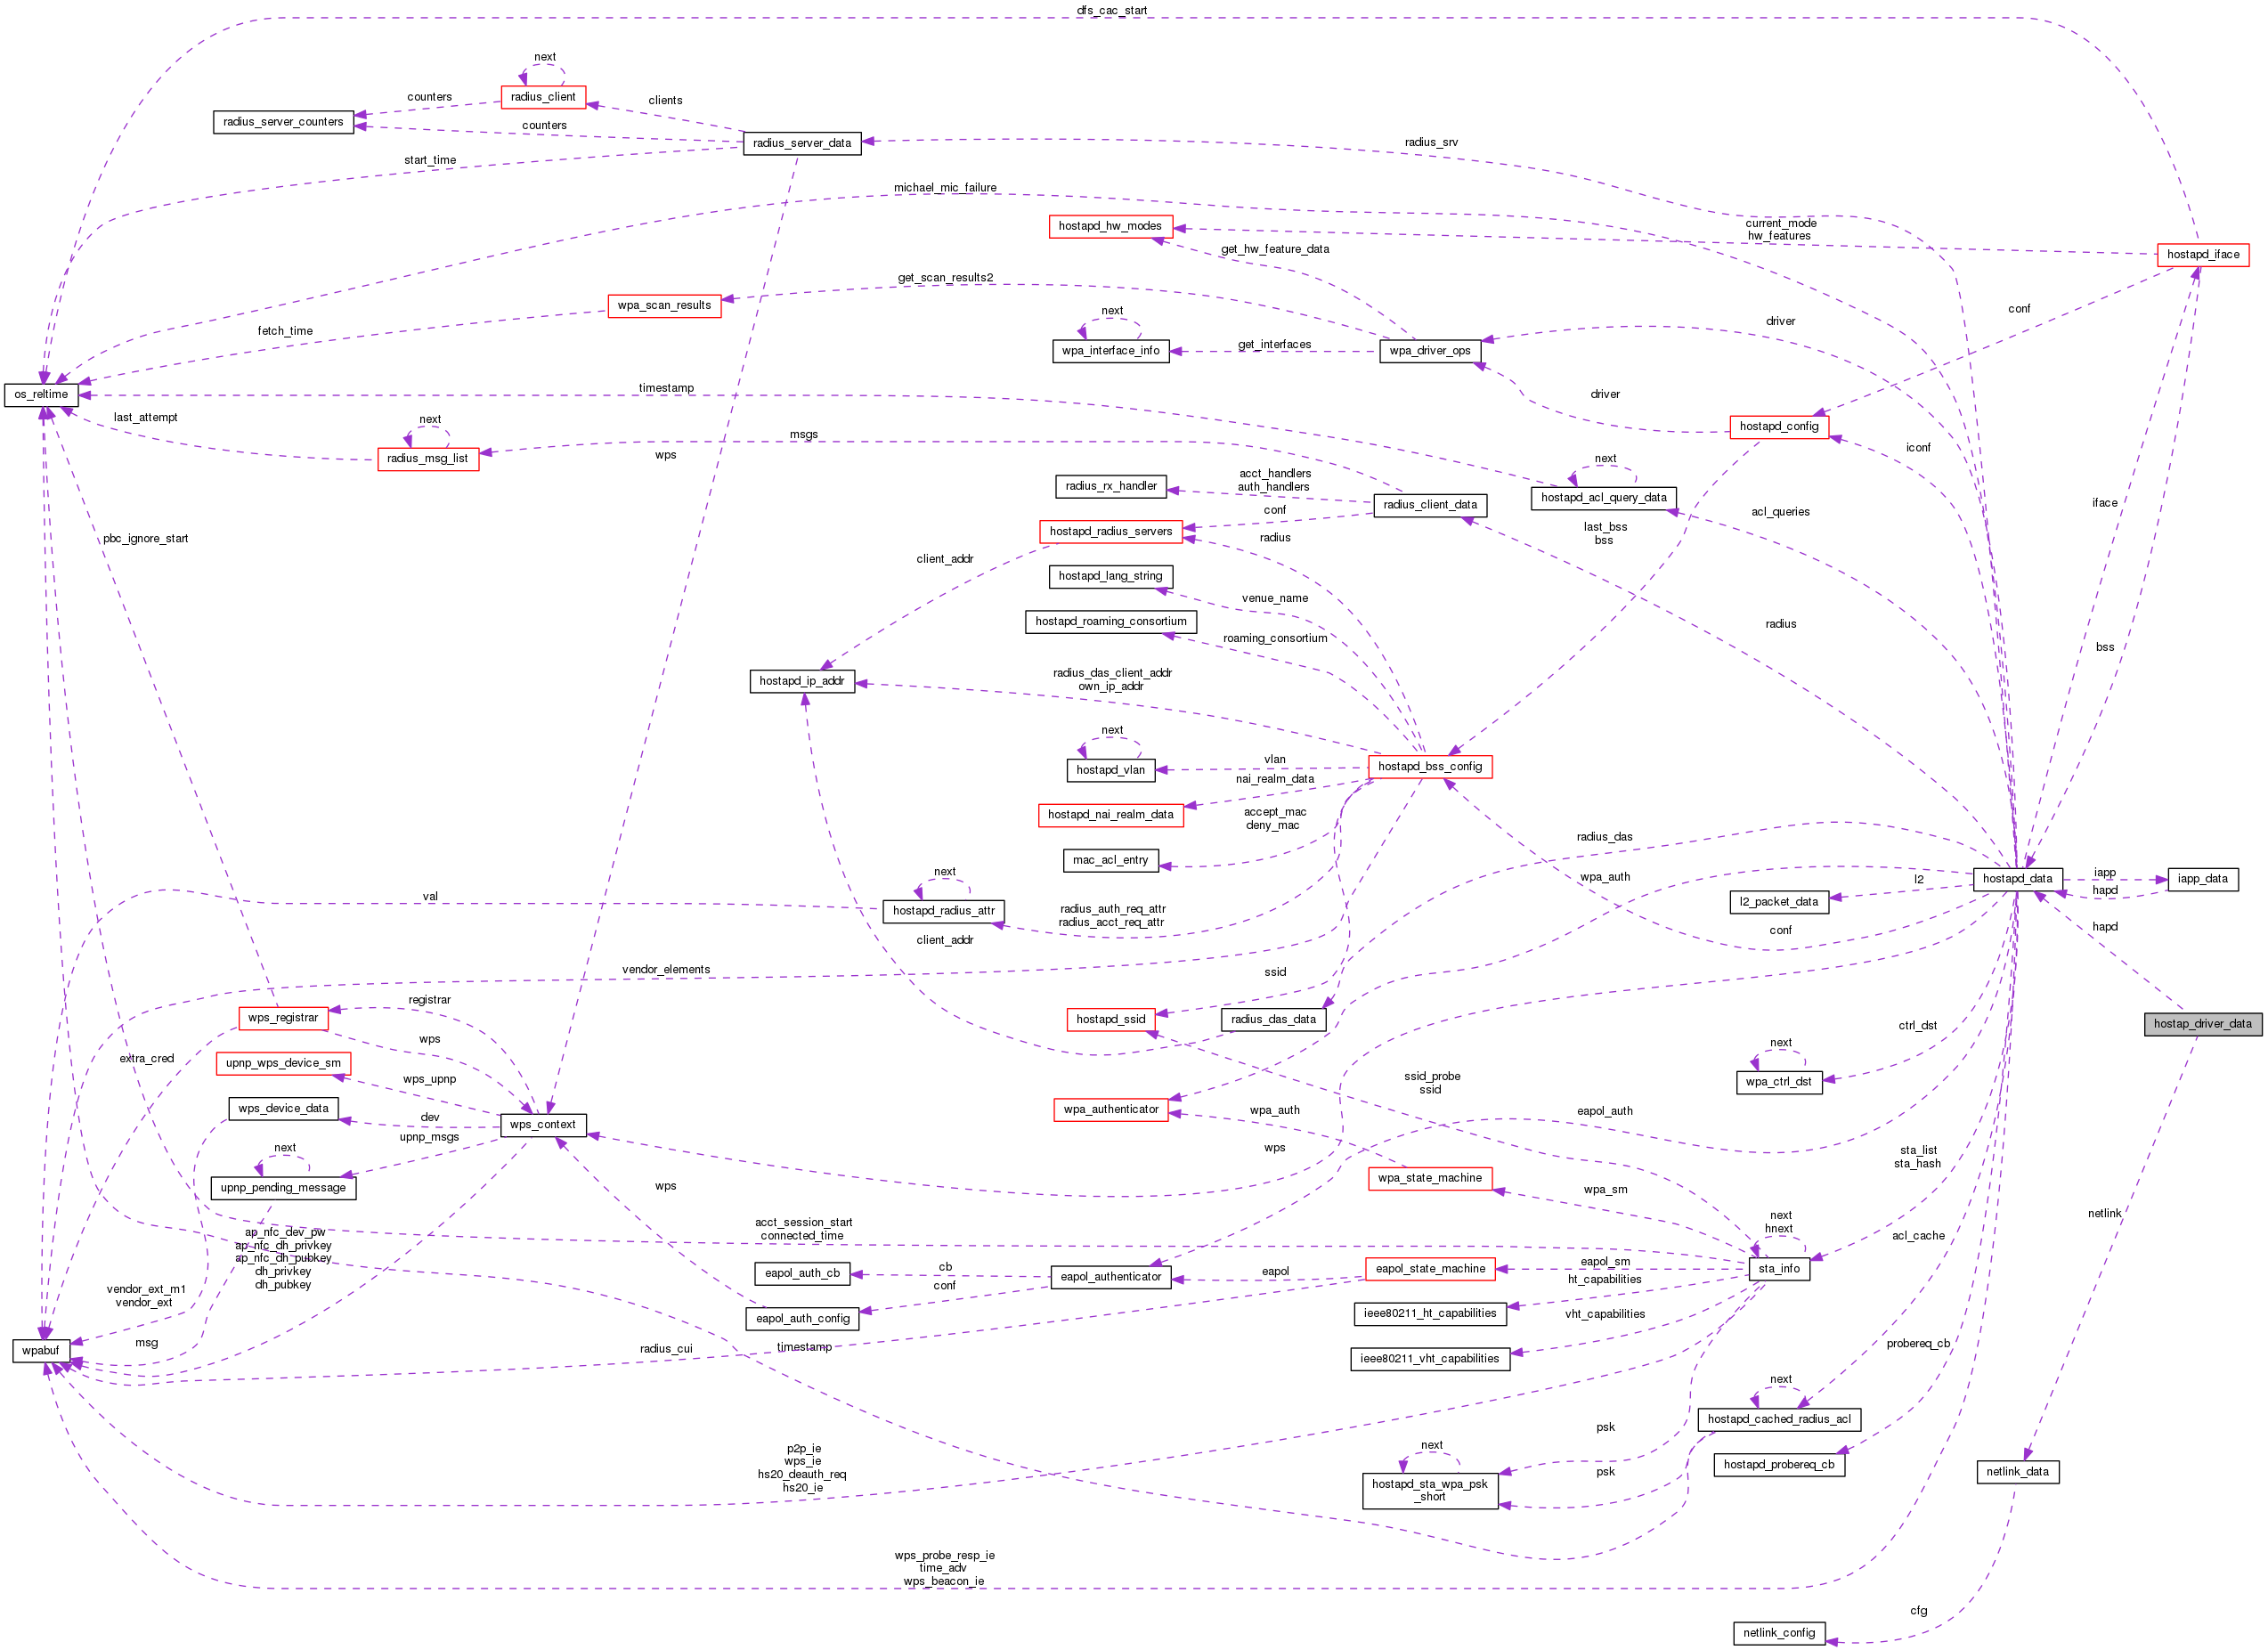 dfs_cac_start
next
radius_client
counters
clients
radius_server_counters
counters
radius_server_data
radius_srv
start_time
michael_mic_failure
hostapd_hw_modes
current_mode
hw_features
get_hw_feature_data
hostapd_iface
get_scan_results2
wpa_scan_results
conf
fetch_time
next
driver
wpa_interface_info
get_interfaces
wpa_driver_ops
os_reltime
timestamp
driver
last_attempt
next
hostapd_config
msgs
radius_msg_list
wps
iconf
next
acct_handlers
auth_handlers
radius_rx_handler
hostapd_acl_query_data
radius_client_data
iface
conf
acl_queries
hostapd_radius_servers
last_bss
bss
radius
pbc_ignore_start
client_addr
hostapd_lang_string
venue_name
hostapd_roaming_consortium
radius
roaming_consortium
bss
radius_das_client_addr
own_ip_addr
hostapd_ip_addr
next
vlan
hostapd_vlan
hostapd_bss_config
nai_realm_data
hostapd_nai_realm_data
accept_mac
deny_mac
radius_das
mac_acl_entry
wpa_auth
hostapd_data
iapp
iapp_data
hapd
next
val
l2
l2_packet_data
hostapd_radius_attr
radius_auth_req_attr
radius_acct_req_attr
hapd
conf
client_addr
vendor_elements
ssid
registrar
wps_registrar
hostapd_ssid
radius_das_data
hostap_driver_data
ctrl_dst
wps
next
extra_cred
upnp_wps_device_sm
wps_upnp
ssid_probe
ssid
wpa_ctrl_dst
wps_device_data
dev
wps_context
wpa_authenticator
wpa_auth
eapol_auth
upnp_msgs
next
wps
sta_list
sta_hash
upnp_pending_message
wps
wpa_state_machine
wpa_sm
netlink
ap_nfc_dev_pw
ap_nfc_dh_privkey
ap_nfc_dh_pubkey
dh_privkey
dh_pubkey
acct_session_start
connected_time
next
hnext
acl_cache
eapol_auth_cb
cb
eapol_authenticator
eapol
eapol_state_machine
eapol_sm
sta_info
ht_capabilities
conf
vendor_ext_m1
vendor_ext
eapol_auth_config
ieee80211_ht_capabilities
vht_capabilities
wpabuf
msg
radius_cui
timestamp
ieee80211_vht_capabilities
probereq_cb
next
psk
hostapd_cached_radius_acl
p2p_ie
wps_ie
hs20_deauth_req
hs20_ie
next
psk
hostapd_probereq_cb
netlink_data
hostapd_sta_wpa_psk
_short
wps_probe_resp_ie
time_adv
wps_beacon_ie
cfg
netlink_config